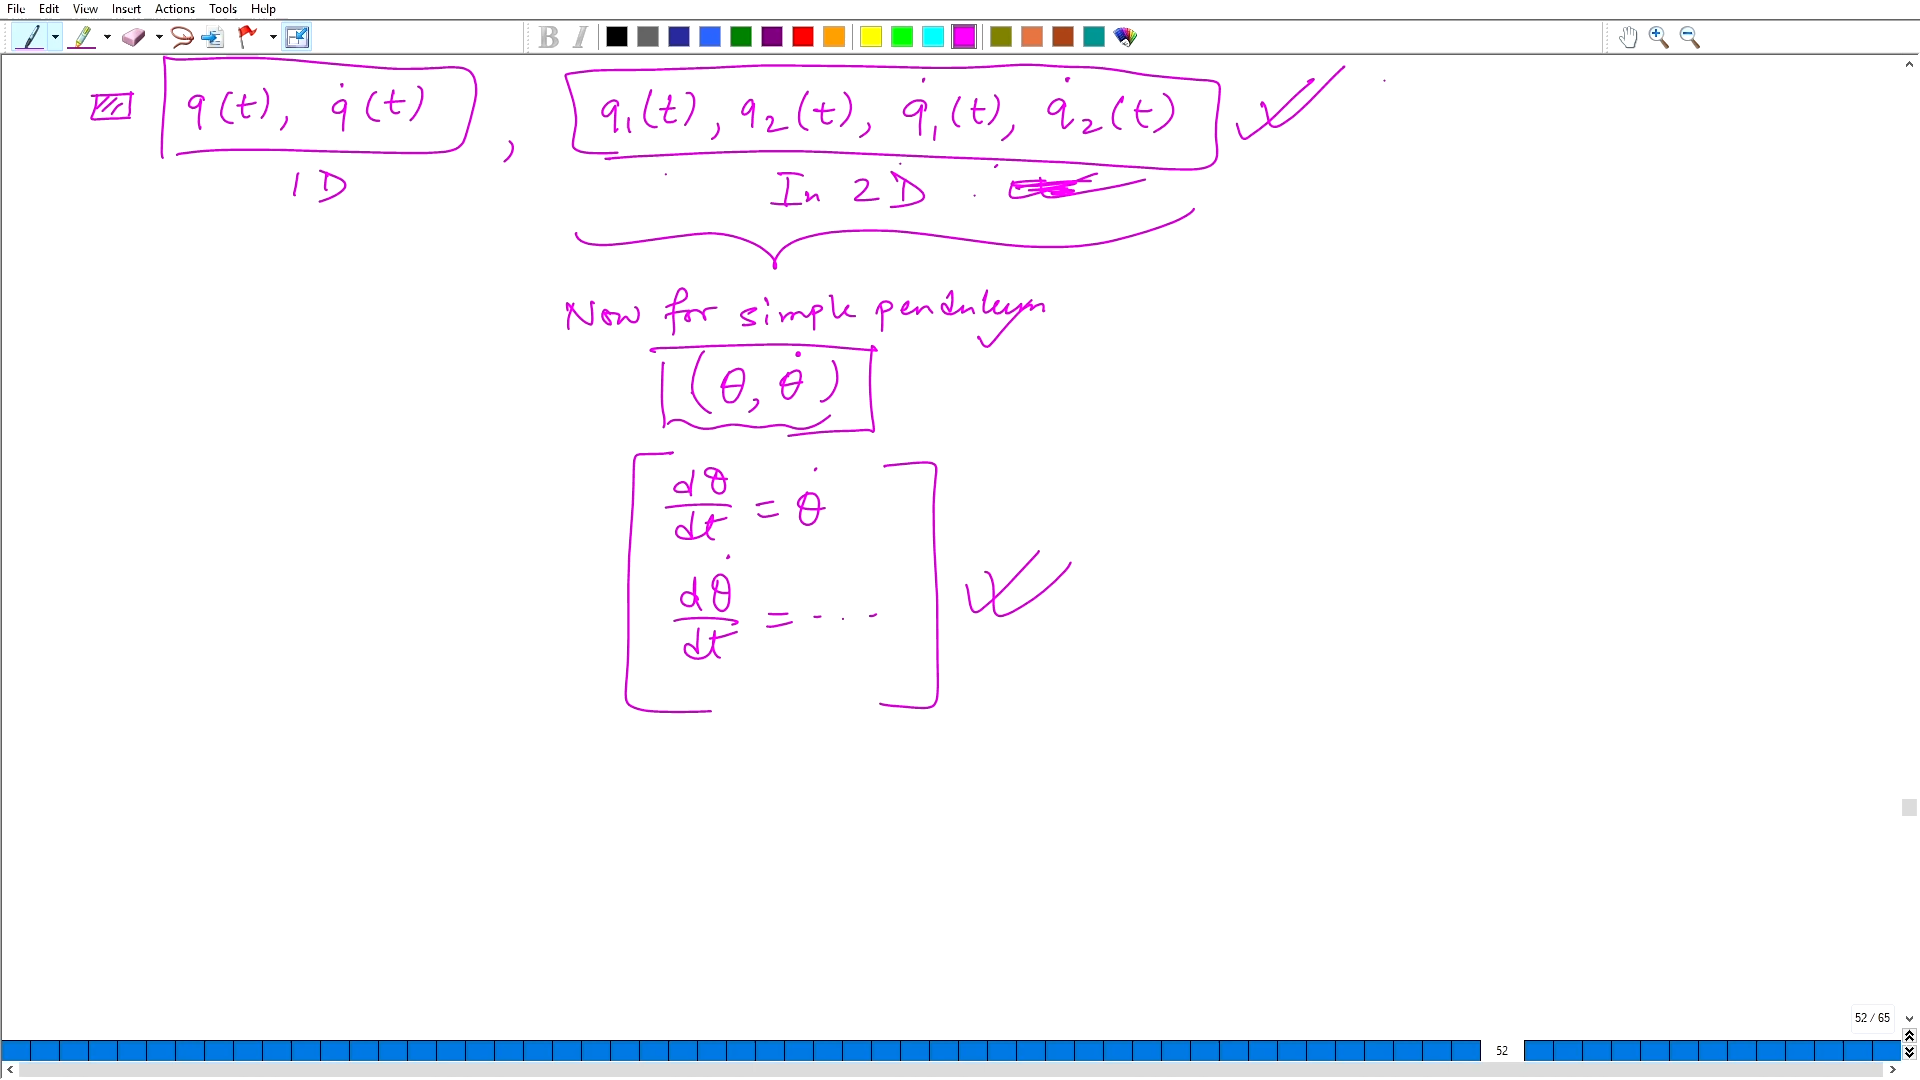 File Edit View Insert Actions Tools Help
B I
q(t), q̇(t) , q₁(t), q₂(t), q̇₁(t), q̇₂(t)
1D In 2D
Now for simple pendulum
(θ, θ̇)
dθ/dt = θ̇
dθ̇/dt = - . . -
52 / 65
52